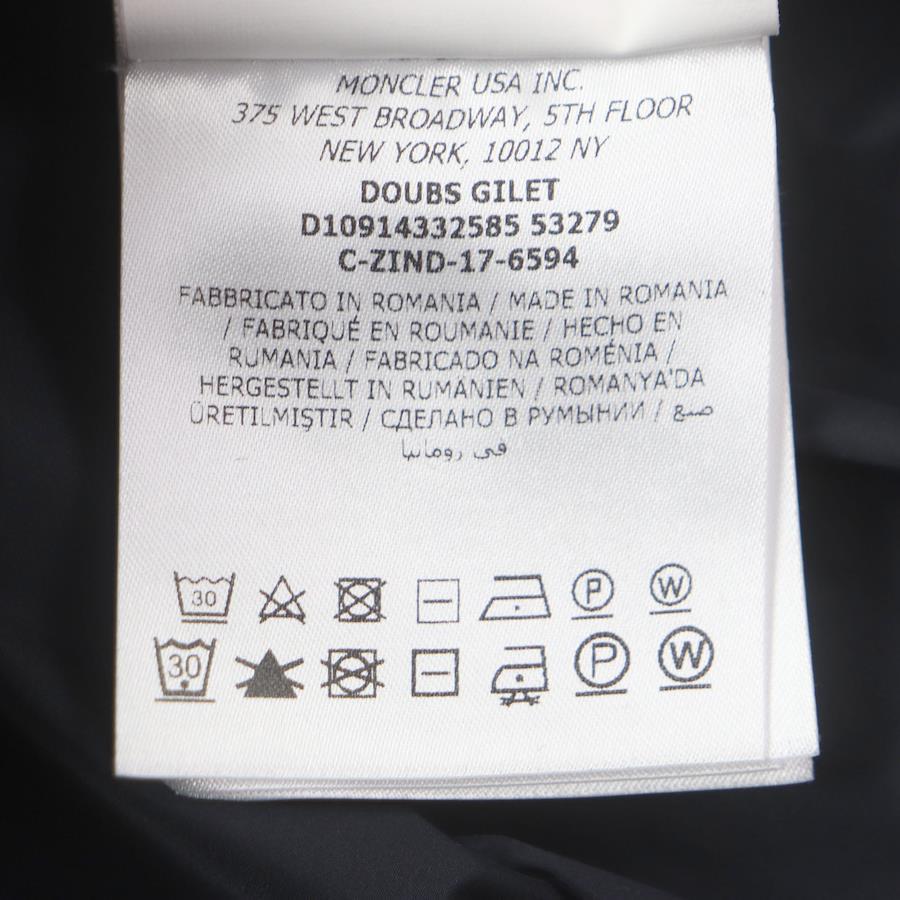 MONCLER USA INC.
375 WEST BROADWAY, 5TH FLOOR
NEW YORK, 10012 NY
DOUBS GILET
D10914332585 53279
C-ZIND-17-6594
FABBRICATO IN ROMANIA / MADE IN ROMANIA
/ FABRIQUÉ EN ROUMANIE / HECHO EN
RUMANIA / FABRICADO NA ROMÉNIA /
HERGESTELLT IN RUMÄNIEN / ROMANYA'DA
ÜRETILMIŞTIR / СДЕЛАНО В РУМЫНИИ / صنع
في رومانيا
30 P W
30 P W